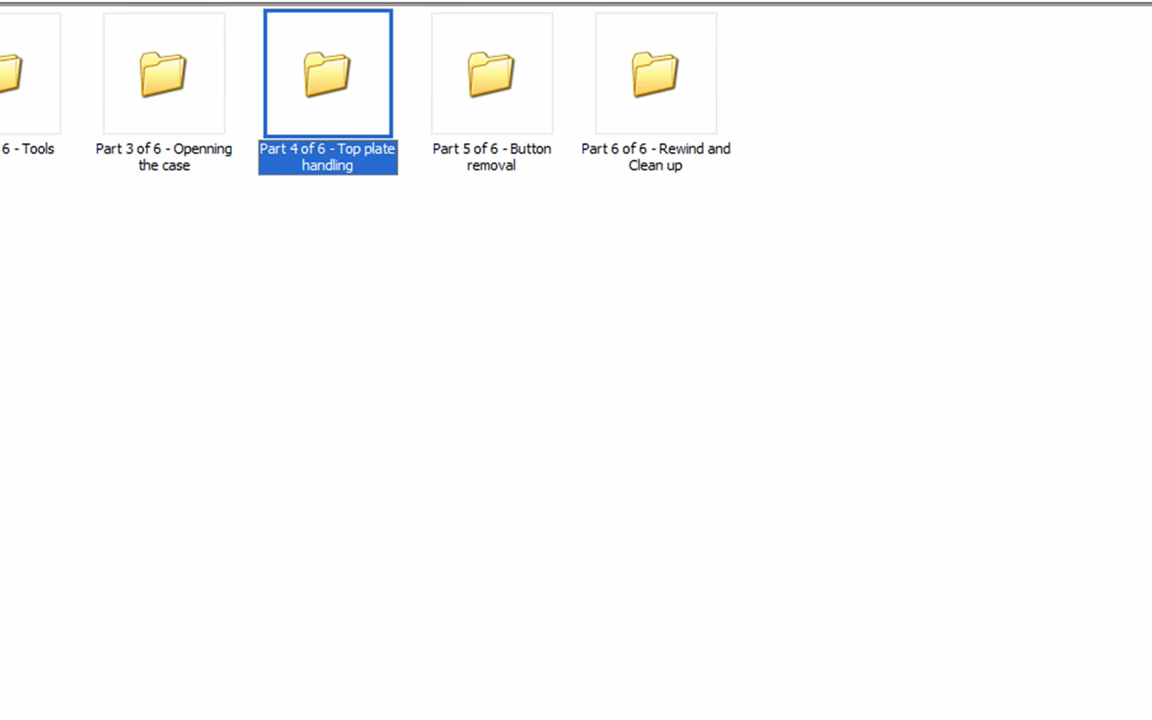 6 - Tools
Part 3 of 6 - Openning
the case
Part 4 of 6 - Top plate
handling
Part 5 of 6 - Button
removal
Part 6 of 6 - Rewind and
Clean up